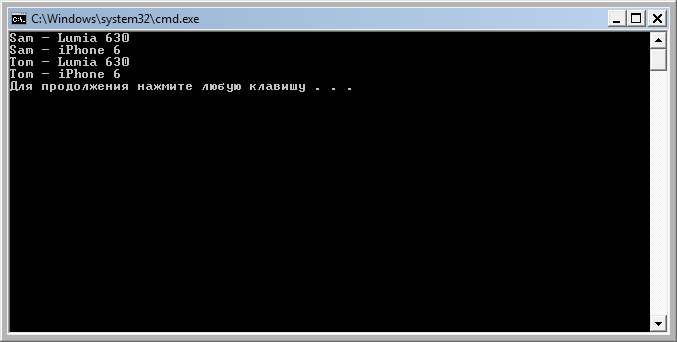 C:\Windows\system32\cmd.exe
Sam - Lumia 630
Sam - iPhone 6
Tom - Lumia 630
Tom - iPhone 6
Для продолжения нажмите любую клавишу . . .